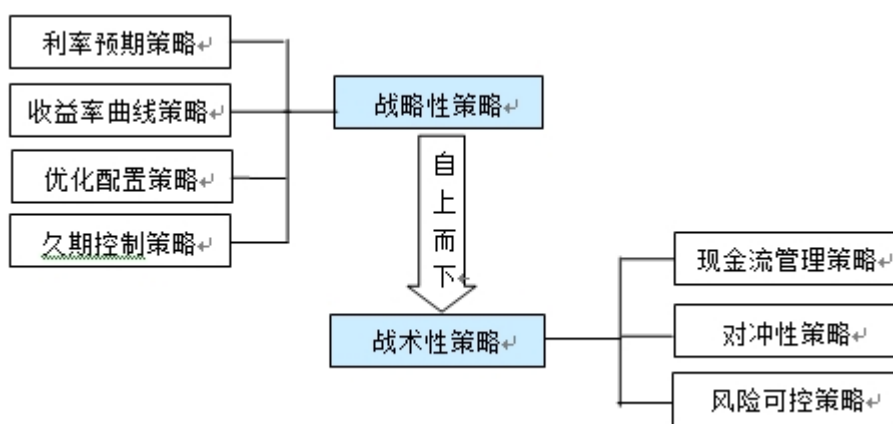 利率预期策略
收益率曲线策略
优化配置策略
久期控制策略
战略性策略
自上而下
战术性策略
现金流管理策略
对冲性策略
风险可控策略